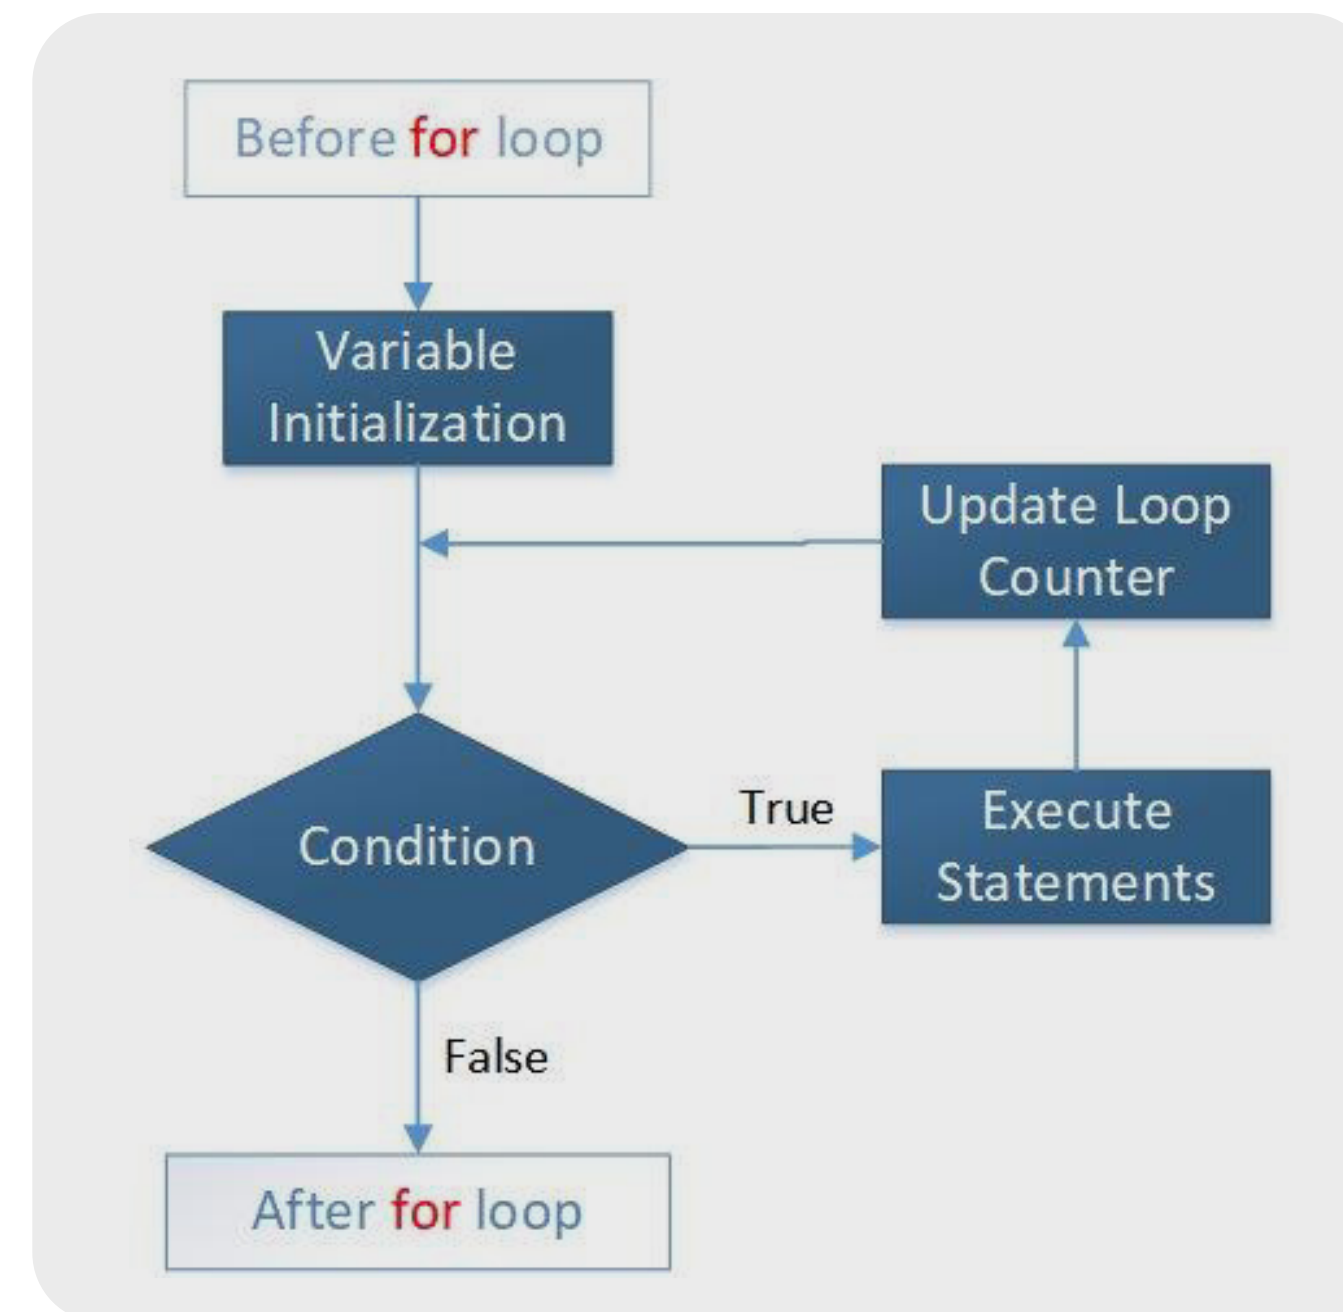 Before for loop
Variable
Initialization
Update Loop
Counter
Condition
True
Execute
Statements
False
After for loop